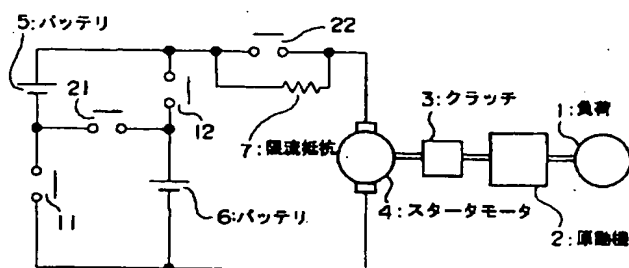 5:バッテリ
22
21
12
3:クラッチ
1:負荷
7:限流抵抗
11
6:バッテリ
4:スタータモータ
2:原動機